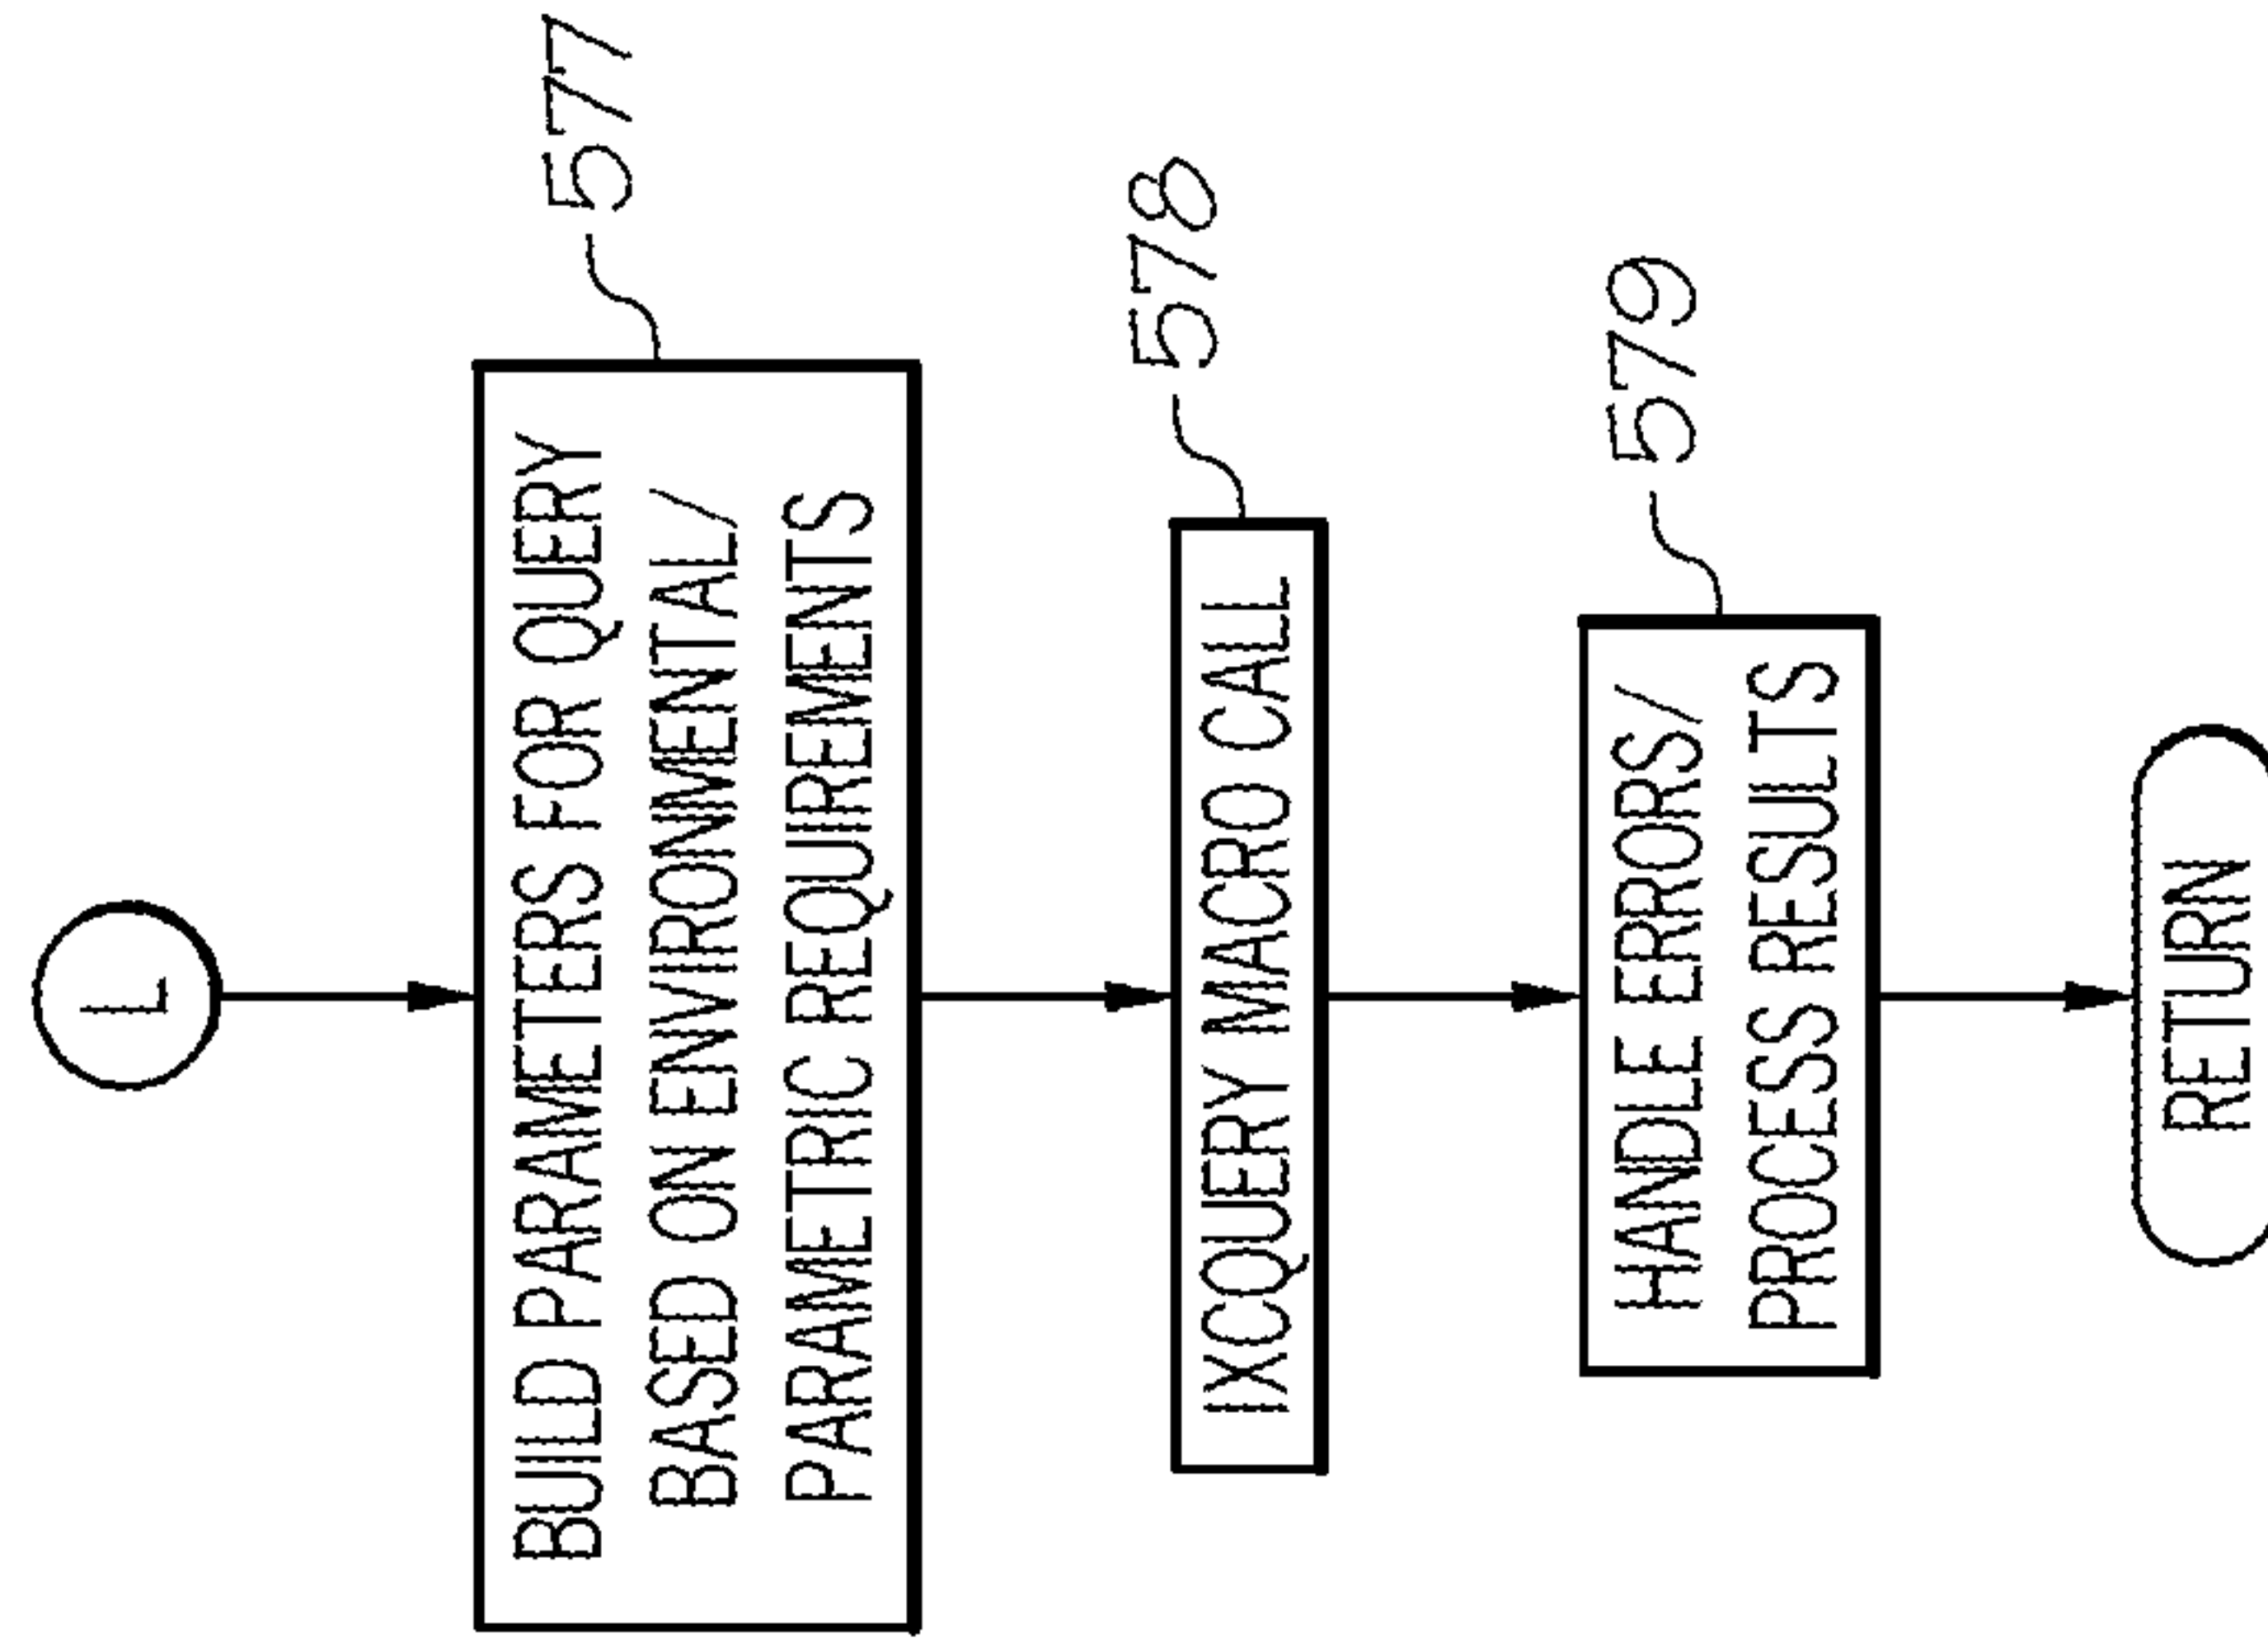 L
577
BUILD PARAMETERS FOR QUERY
BASED ON ENVIRONMENTAL/
PARAMETRIC REQUIREMENTS
578
IXCQUERY MACRO CALL
579
HANDLE ERRORS/
PROCESS RESULTS
RETURN